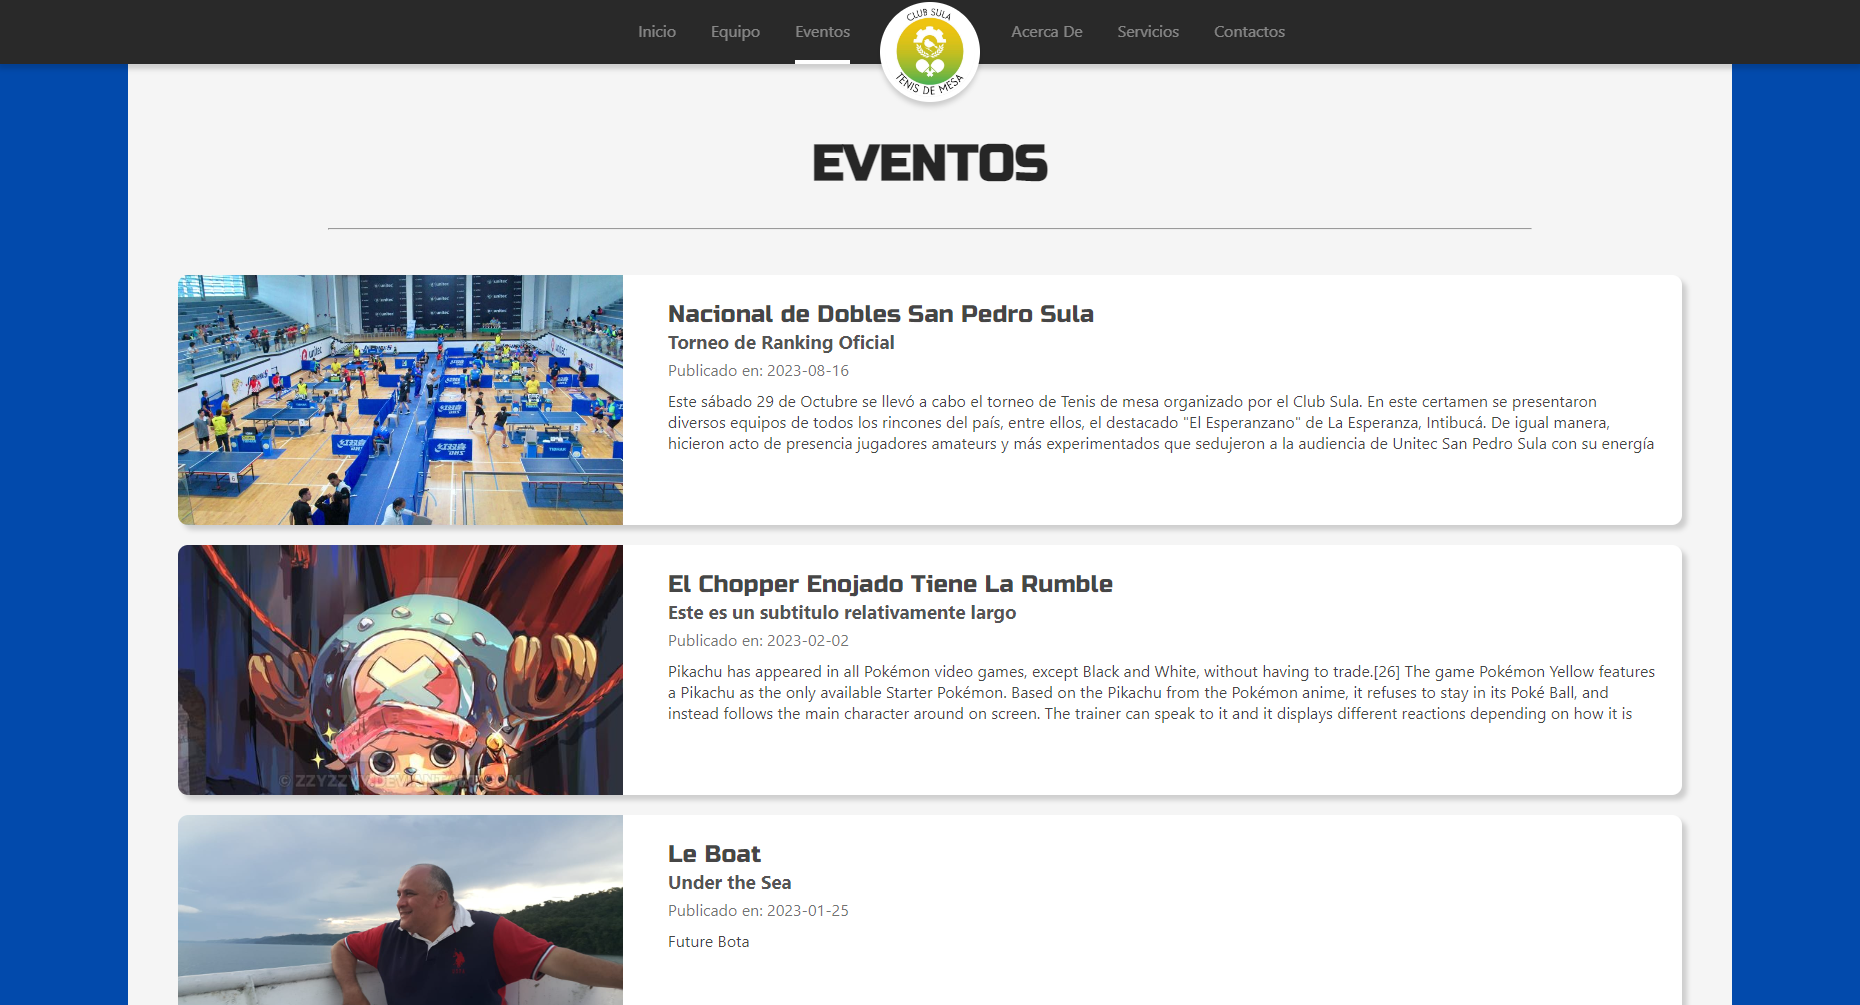 Inicio
Equipo
Eventos
CLUB SULA
TENIS DE MESA
Acerca De
Servicios
Contactos
EVENTOS
unitec
unitec
unitec
unitec
Nacional de Dobles San Pedro Sula
Torneo de Ranking Oficial
Publicado en: 2023-08-16
Este sábado 29 de Octubre se llevó a cabo el torneo de Tenis de mesa organizado por el Club Sula. En este certamen se presentaron
diversos equipos de todos los rincones del país, entre ellos, el destacado "El Esperanzano" de La Esperanza, Intibucá. De igual manera,
hicieron acto de presencia jugadores amateurs y más experimentados que sedujeron a la audiencia de Unitec San Pedro Sula con su energía
El Chopper Enojado Tiene La Rumble
Este es un subtitulo relativamente largo
Publicado en: 2023-02-02
Pikachu has appeared in all Pokémon video games, except Black and White, without having to trade.[26] The game Pokémon Yellow features
a Pikachu as the only available Starter Pokémon. Based on the Pikachu from the Pokémon anime, it refuses to stay in its Poké Ball, and
instead follows the main character around on screen. The trainer can speak to it and it displays different reactions depending on how it is
Le Boat
Under the Sea
Publicado en: 2023-01-25
Future Bota